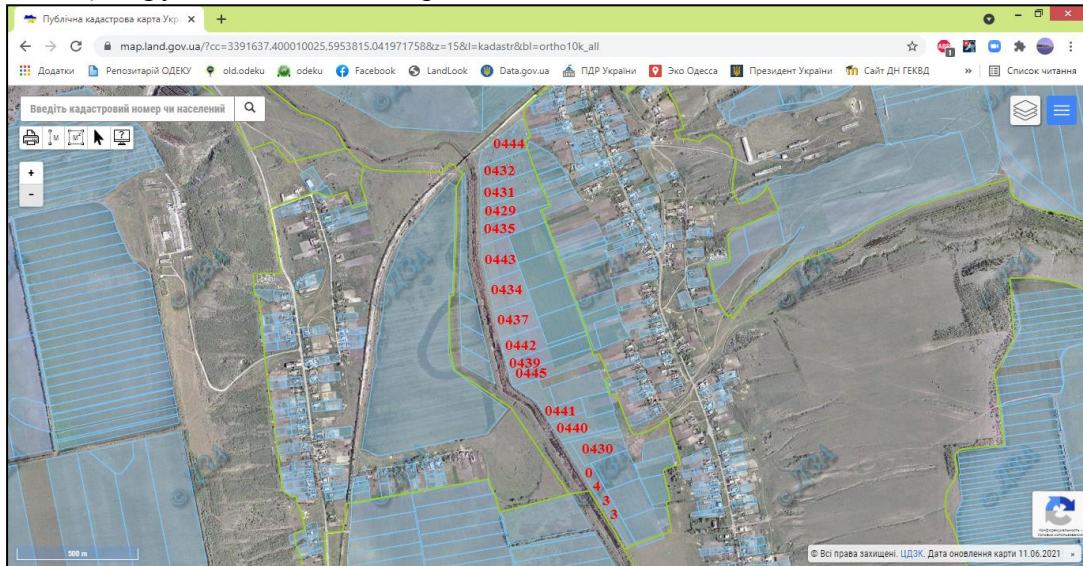 Публічна кадастрова карта Укр
map.land.gov.ua/?cc=3391637.400010025,5953815.041971758&z=15&l=kadastr&bl=ortho10k_all
Додатки Репозитарій ОДЕКУ old.odeku odeku Facebook LandLook Data.gov.ua ПДР України Эко Одесса Президент України Сайт ДН ГЕКВД » Список читання
Введіть кадастровий номер чи населений
+
-
0444
0432
0431
0429
0435
0443
0434
0437
0442
0439
0445
0441
0440
0430
0
4
3
3
© ДЗА
500 m
© Всі права захищені. ЦДЗК. Дата оновлення карти 11.06.2021 »